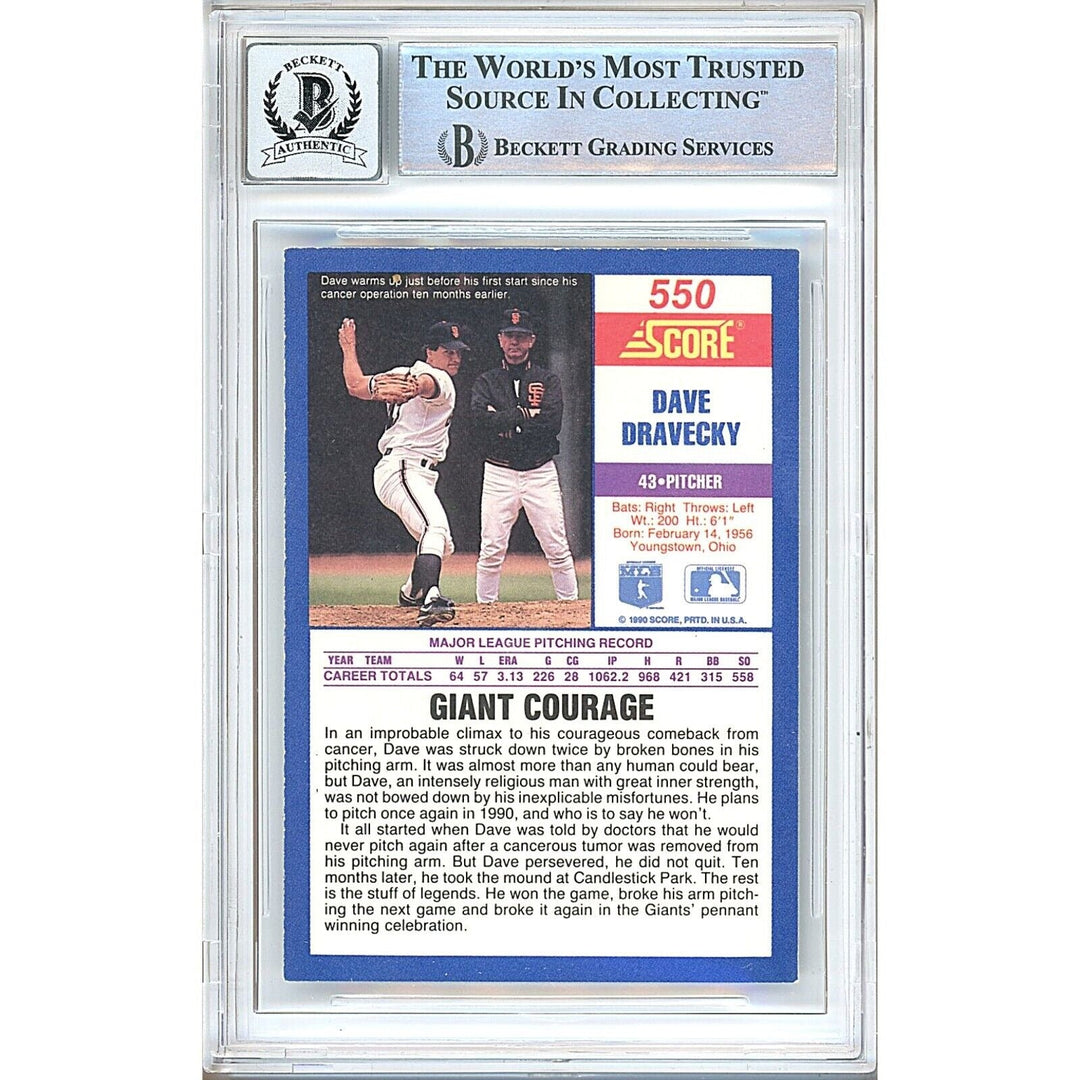 BECKETT
B
AUTHENTIC
THE WORLD'S MOST TRUSTED
SOURCE IN COLLECTING™
B BECKETT GRADING SERVICES
Dave warms up just before his first start since his
cancer operation ten months earlier.
550
SCORE®
DAVE
DRAVECKY
43•PITCHER
Bats: Right Throws: Left
Wt.: 200 Ht.: 6'1"
Born: February 14, 1956
Youngstown, Ohio
OFFICIAL LICENSEE
MAJOR LEAGUE BASEBALL
© 1990 SCORE, PRTD. IN U.S.A.
MAJOR LEAGUE PITCHING RECORD
YEAR TEAM W L ERA G CG IP H R BB SO
CAREER TOTALS 64 57 3.13 226 28 1062.2 968 421 315 558
GIANT COURAGE
In an improbable climax to his courageous comeback from
cancer, Dave was struck down twice by broken bones in his
pitching arm. It was almost more than any human could bear,
but Dave, an intensely religious man with great inner strength,
was not bowed down by his inexplicable misfortunes. He plans
to pitch once again in 1990, and who is to say he won't.
It all started when Dave was told by doctors that he would
never pitch again after a cancerous tumor was removed from
his pitching arm. But Dave persevered, he did not quit. Ten
months later, he took the mound at Candlestick Park. The rest
is the stuff of legends. He won the game, broke his arm pitch-
ing the next game and broke it again in the Giants' pennant
winning celebration.